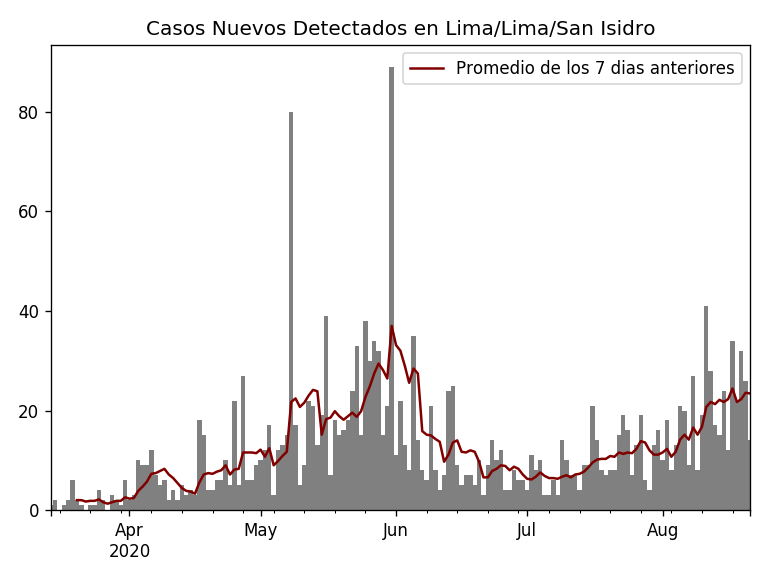 Casos Nuevos Detectados en Lima/Lima/San Isidro
Promedio de los 7 dias anteriores
80
60
40
20
0
Apr
2020
May
Jun
Jul
Aug